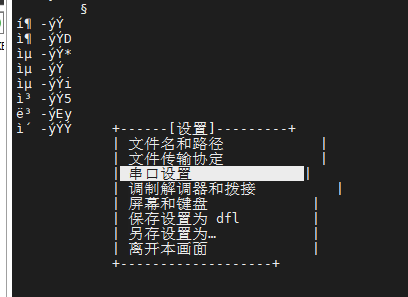 §
í¶ -ýÝ
ì¶ -ýÝD
ìµ -ýÝ*
ìµ -ýÝ
ìµ -ýÝi
ì³ -ýÝ5
ë³ -ýEy
ì´ -ýÝÝ
+------[设置]---------+
| 文件名和路径 |
| 文件传输协定 |
| 串口设置 |
| 调制解调器和拨接 |
| 屏幕和键盘 |
| 保存设置为 dfl |
| 另存设置为… |
| 离开本画面 |
+-------------------+